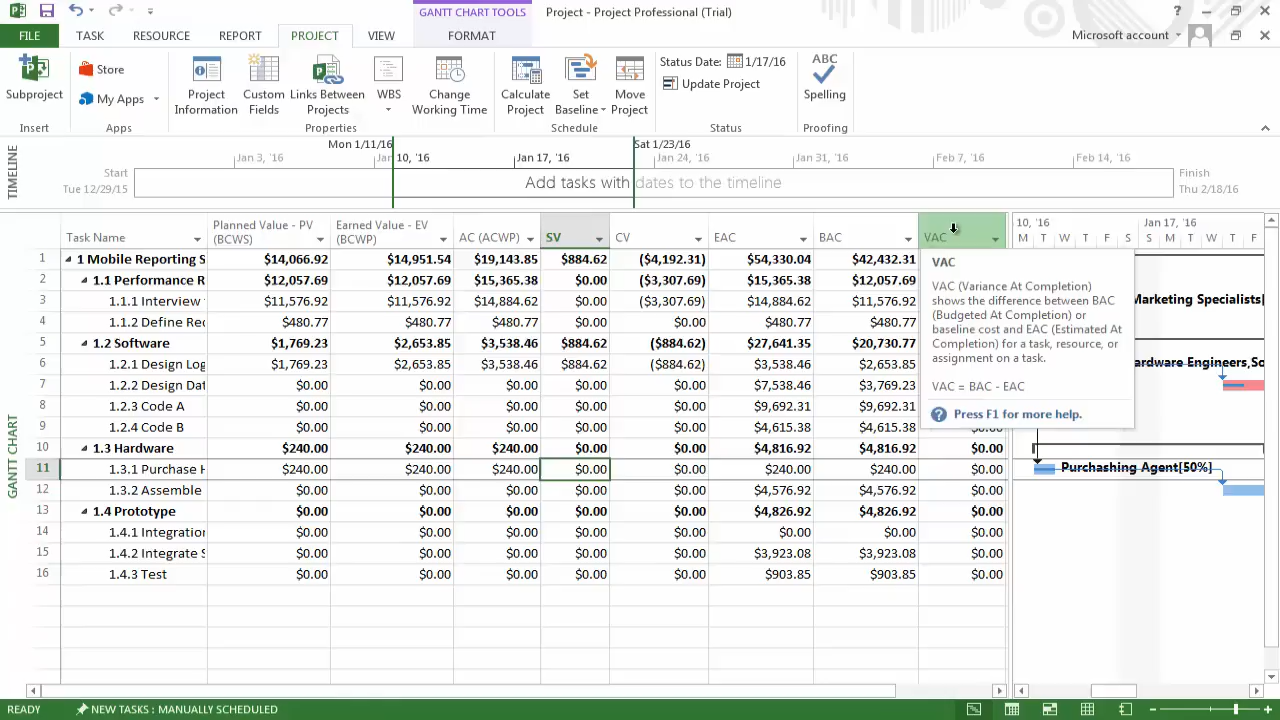 GANTT CHART TOOLS
Project - Project Professional (Trial)
?
FILE
TASK
RESOURCE
REPORT
PROJECT
VIEW
FORMAT
Microsoft account
Subproject
Store
My Apps
Project
Information
Custom
Fields
Links Between
Projects
WBS
Change
Working Time
Calculate
Project
Set
Baseline
Move
Project
Status Date:
1/17/16
Update Project
ABC
Spelling
Insert
Apps
Properties
Schedule
Status
Proofing
TIMELINE
Mon 1/11/16
Sat 1/23/16
Jan 3, '16
Jan 10, '16
Jan 17, '16
Jan 24, '16
Jan 31, '16
Feb 7, '16
Feb 14, '16
Start
Tue 12/29/15
Add tasks with dates to the timeline
Finish
Thu 2/18/16
GANTT CHART
Task Name
Planned Value - PV
(BCWS)
Earned Value - EV
(BCWP)
AC (ACWP)
SV
CV
EAC
BAC
VAC
10, '16
Jan 17, '16
M T W T F S S M T W T F
1 1 Mobile Reporting S $14,066.92 $14,951.54 $19,143.85 $884.62 ($4,192.31) $54,330.04 $42,432.31
2 1.1 Performance R $12,057.69 $12,057.69 $15,365.38 $0.00 ($3,307.69) $15,365.38 $12,057.69
3 1.1.1 Interview $11,576.92 $11,576.92 $14,884.62 $0.00 ($3,307.69) $14,884.62 $11,576.92
4 1.1.2 Define Rec $480.77 $480.77 $480.77 $0.00 $0.00 $480.77 $480.77
5 1.2 Software $1,769.23 $2,653.85 $3,538.46 $884.62 ($884.62) $27,641.35 $20,730.77
6 1.2.1 Design Log $1,769.23 $2,653.85 $3,538.46 $884.62 ($884.62) $3,538.46 $2,653.85
7 1.2.2 Design Dat $0.00 $0.00 $0.00 $0.00 $0.00 $7,538.46 $3,769.23
8 1.2.3 Code A $0.00 $0.00 $0.00 $0.00 $0.00 $9,692.31 $9,692.31
9 1.2.4 Code B $0.00 $0.00 $0.00 $0.00 $0.00 $4,615.38 $4,615.38 $0.00
10 1.3 Hardware $240.00 $240.00 $240.00 $0.00 $0.00 $4,816.92 $4,816.92 $0.00
11 1.3.1 Purchase H $240.00 $240.00 $240.00 $0.00 $0.00 $240.00 $240.00 $0.00
12 1.3.2 Assemble $0.00 $0.00 $0.00 $0.00 $0.00 $4,576.92 $4,576.92 $0.00
13 1.4 Prototype $0.00 $0.00 $0.00 $0.00 $0.00 $4,826.92 $4,826.92 $0.00
14 1.4.1 Integration $0.00 $0.00 $0.00 $0.00 $0.00 $0.00 $0.00 $0.00
15 1.4.2 Integrate S $0.00 $0.00 $0.00 $0.00 $0.00 $3,923.08 $3,923.08 $0.00
16 1.4.3 Test $0.00 $0.00 $0.00 $0.00 $0.00 $903.85 $903.85 $0.00
VAC
VAC (Variance At Completion)
shows the difference between BAC
(Budgeted At Completion) or
baseline cost and EAC (Estimated At
Completion) for a task, resource, or
assignment on a task.
VAC = BAC - EAC
? Press F1 for more help.
Marketing Specialists[
rdware Engineers,So
Purchashing Agent[50%]
READY
NEW TASKS : MANUALLY SCHEDULED